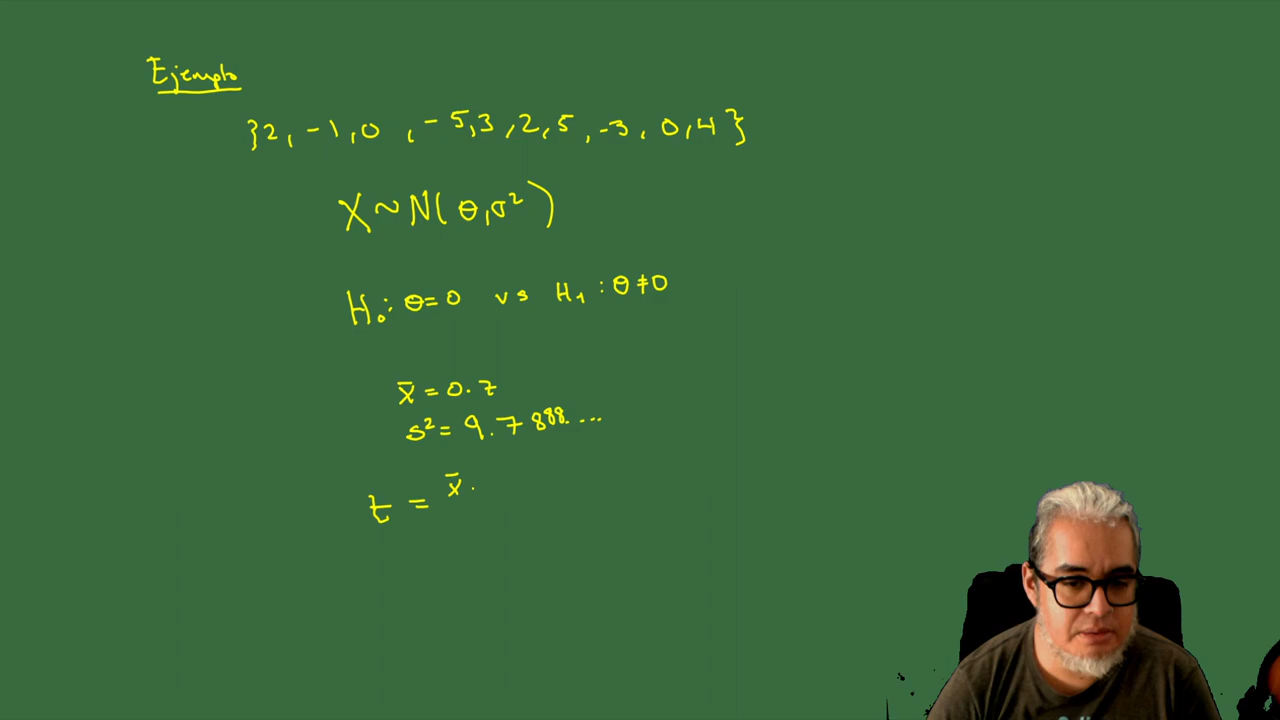 Ejemplo
}2, -1, 0, -5, 3, 2, 5, -3, 0, 4}
X ~ N(θ, σ²)
H₀: θ=0 vs H₁: θ≠0
x̄ = 0.7
s² = 9.7888....
t = x̄